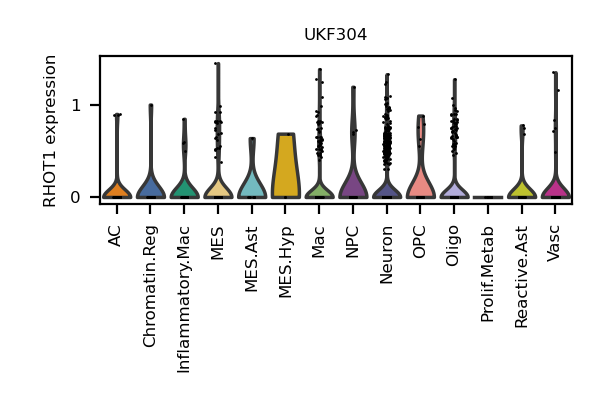 UKF304
RHOT1 expression
1
0
AC
Chromatin.Reg
Inflammatory.Mac
MES
MES.Ast
MES.Hyp
Mac
NPC
Neuron
OPC
Oligo
Prolif.Metab
Reactive.Ast
Vasc